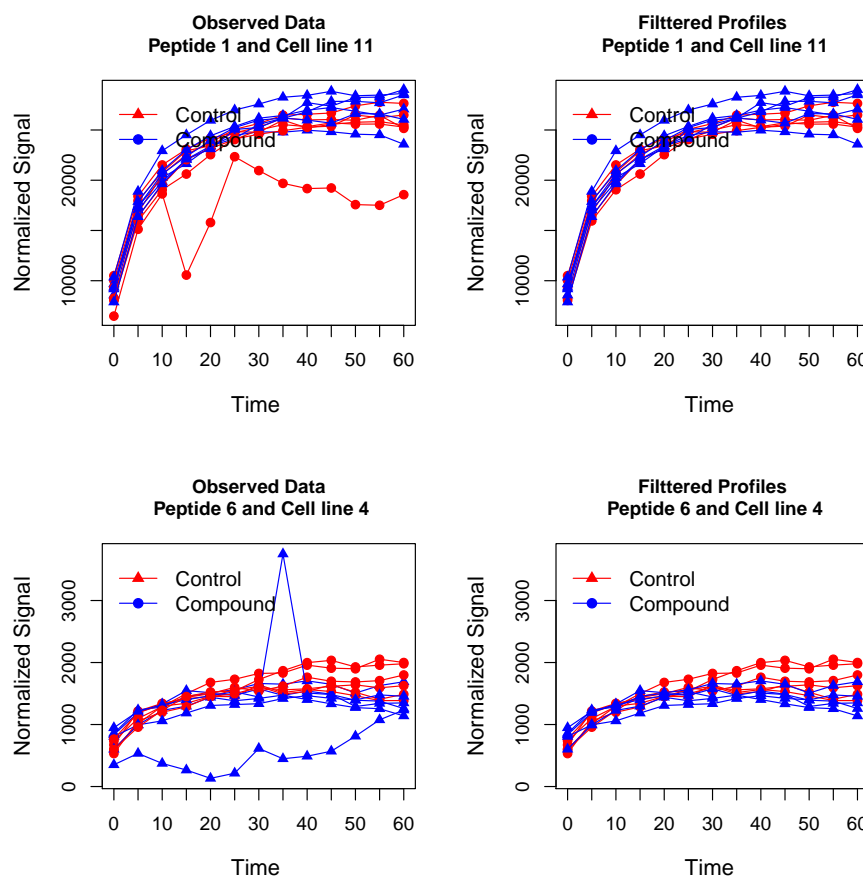 Observed Data
Peptide 1 and Cell line 11
Normalized Signal
10000
20000
Control
Compound
0 10 20 30 40 50 60
Time
Filttered Profiles
Peptide 1 and Cell line 11
Normalized Signal
10000
20000
Control
Compound
0 10 20 30 40 50 60
Time
Observed Data
Peptide 6 and Cell line 4
Normalized Signal
0 1000 2000 3000
Control
Compound
0 10 20 30 40 50 60
Time
Filttered Profiles
Peptide 6 and Cell line 4
Normalized Signal
0 1000 2000 3000
Control
Compound
0 10 20 30 40 50 60
Time